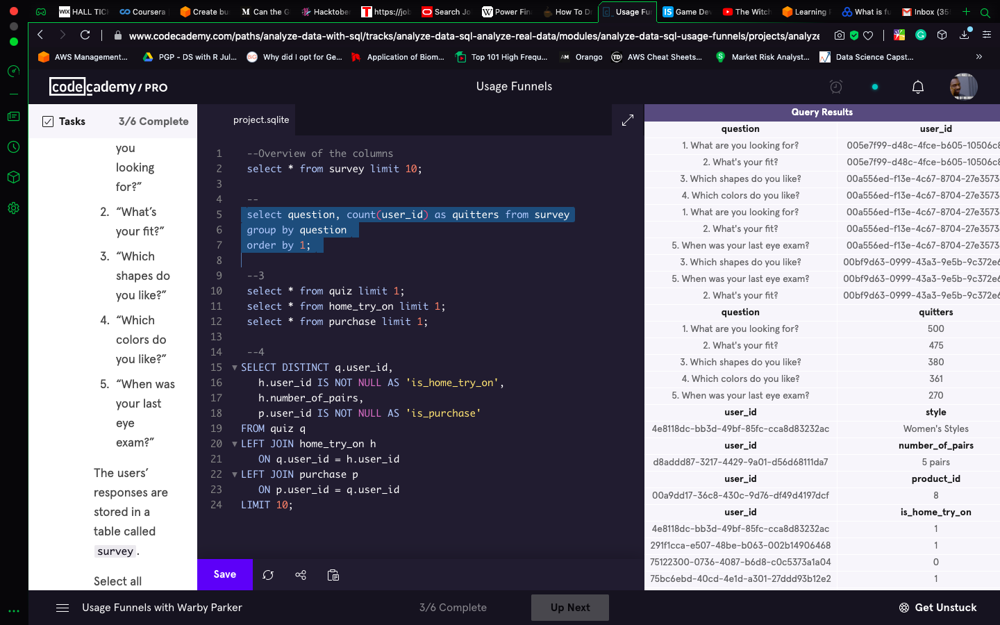 HALL TICK
Coursera
Create bu
Can the G
Hacktober
https://jo
Search Jo
Power Fin
How To Dr
Usage Fun
Game Dev
The Witch
Learning
What is fu
Inbox (35
www.codecademy.com/paths/analyze-data-with-sql/tracks/analyze-data-sql-analyze-real-data/modules/analyze-data-sql-usage-funnels/projects/analyze
AWS Management...
PGP - DS with R Jul...
Why did I opt for Ge...
Application of Biom...
Top 101 High Frequ...
Orango
AWS Cheat Sheets...
Market Risk Analyst...
Data Science Capst...
codecademy / PRO
Usage Funnels
Tasks 3/6 Complete
you
looking
for?”
2. “What’s
your fit?”
3. “Which
shapes do
you like?”
4. “Which
colors do
you like?”
5. “When was
your last
eye
exam?”
The users’
responses are
stored in a
table called
survey.
Select all
project.sqlite
1 --Overview of the columns
2 select * from survey limit 10;
3
4 --
5 select question, count(user_id) as quitters from survey
6 group by question
7 order by 1;
8
9 --3
10 select * from quiz limit 1;
11 select * from home_try_on limit 1;
12 select * from purchase limit 1;
13
14 --4
15 SELECT DISTINCT q.user_id,
16 h.user_id IS NOT NULL AS 'is_home_try_on',
17 h.number_of_pairs,
18 p.user_id IS NOT NULL AS 'is_purchase'
19 FROM quiz q
20 LEFT JOIN home_try_on h
21 ON q.user_id = h.user_id
22 LEFT JOIN purchase p
23 ON p.user_id = q.user_id
24 LIMIT 10;
Save
Query Results
question user_id
1. What are you looking for? 005e7f99-d48c-4fce-b605-10506c8
2. What's your fit? 005e7f99-d48c-4fce-b605-10506c8
3. Which shapes do you like? 00a556ed-f13e-4c67-8704-27e3573
4. Which colors do you like? 00a556ed-f13e-4c67-8704-27e3573
1. What are you looking for? 00a556ed-f13e-4c67-8704-27e3573
2. What's your fit? 00a556ed-f13e-4c67-8704-27e3573
5. When was your last eye exam? 00a556ed-f13e-4c67-8704-27e3573
3. Which shapes do you like? 00bf9d63-0999-43a3-9e5b-9c372e6
5. When was your last eye exam? 00bf9d63-0999-43a3-9e5b-9c372e6
2. What's your fit? 00bf9d63-0999-43a3-9e5b-9c372e6
question quitters
1. What are you looking for? 500
2. What's your fit? 475
3. Which shapes do you like? 380
4. Which colors do you like? 361
5. When was your last eye exam? 270
user_id style
4e8118dc-bb3d-49bf-85fc-cca8d83232ac Women's Styles
user_id number_of_pairs
d8addd87-3217-4429-9a01-d56d68111da7 5 pairs
user_id product_id
00a9dd17-36c8-430c-9d76-df49d4197dcf 8
user_id is_home_try_on
4e8118dc-bb3d-49bf-85fc-cca8d83232ac 1
291f1cca-e507-48be-b063-002b14906468 1
75122300-0736-4087-b6d8-c0c5373a1a04 0
75bc6ebd-40cd-4e1d-a301-27ddd93b12e2 1
Usage Funnels with Warby Parker
3/6 Complete
Up Next
Get Unstuck